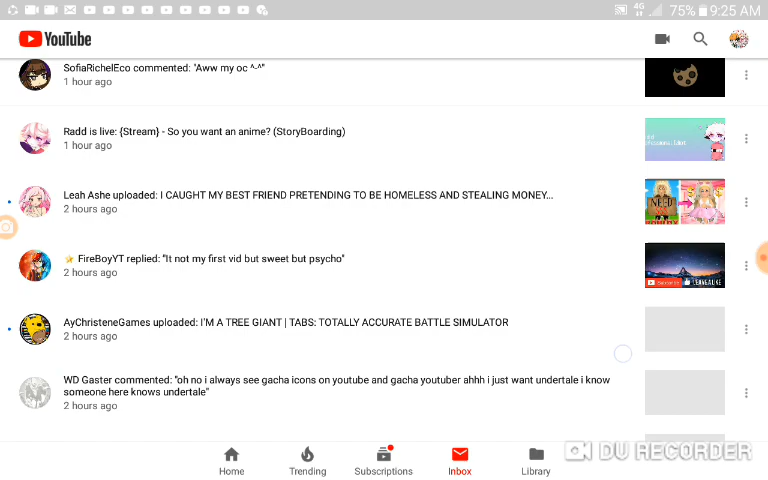 4G 75% 9:25 AM
YouTube
SofiaRichelEco commented: "Aww my oc ^-^"
1 hour ago
Radd is live: {Stream} - So you want an anime? (StoryBoarding)
1 hour ago
Leah Ashe uploaded: I CAUGHT MY BEST FRIEND PRETENDING TO BE HOMELESS AND STEALING MONEY...
2 hours ago
NEED
⭐ FireBoyYT replied: "It not my first vid but sweet but psycho"
2 hours ago
LEAVE A LIKE
AyChristeneGames uploaded: I'M A TREE GIANT | TABS: TOTALLY ACCURATE BATTLE SIMULATOR
2 hours ago
WD Gaster commented: "oh no i always see gacha icons on youtube and gacha youtuber ahhh i just want undertale i know
someone here knows undertale"
2 hours ago
DU RECORDER
Home Trending Subscriptions Inbox Library